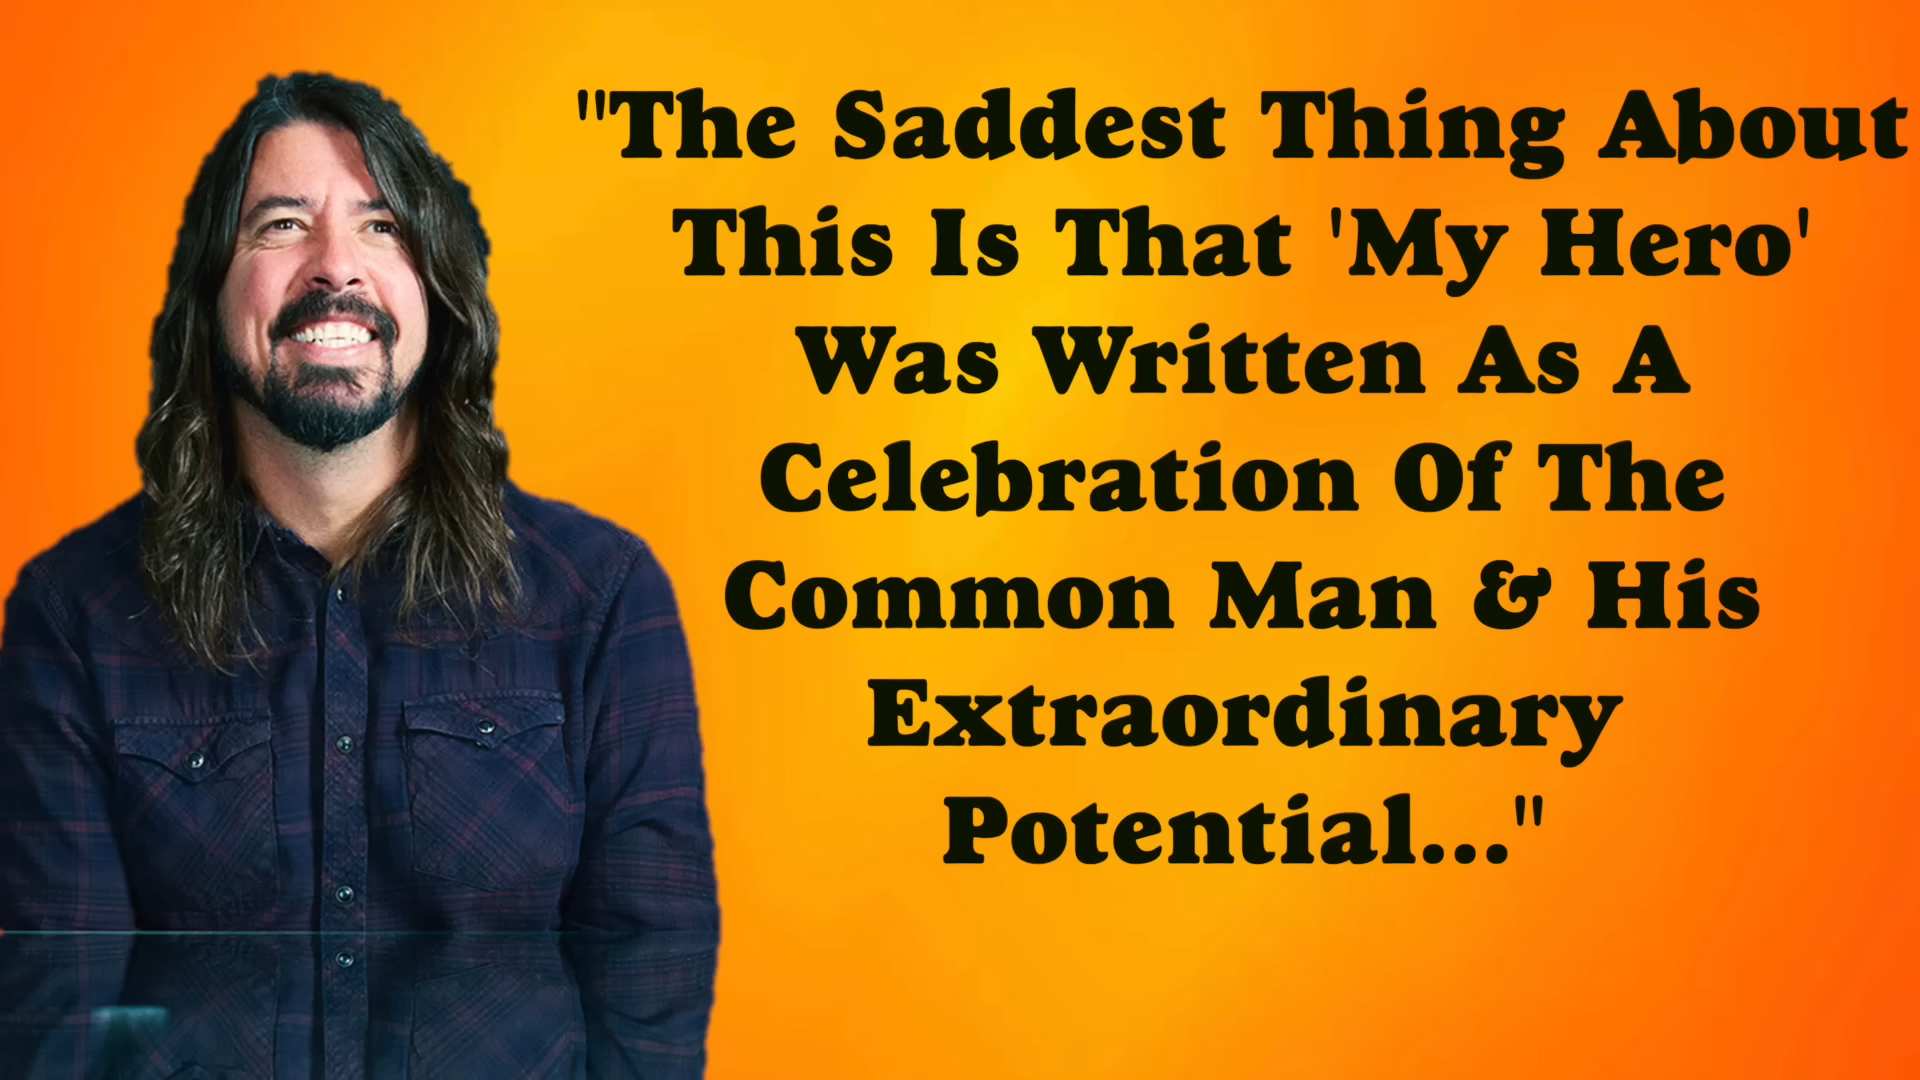 "The Saddest Thing About
This Is That 'My Hero'
Was Written As A
Celebration Of The
Common Man & His
Extraordinary
Potential..."